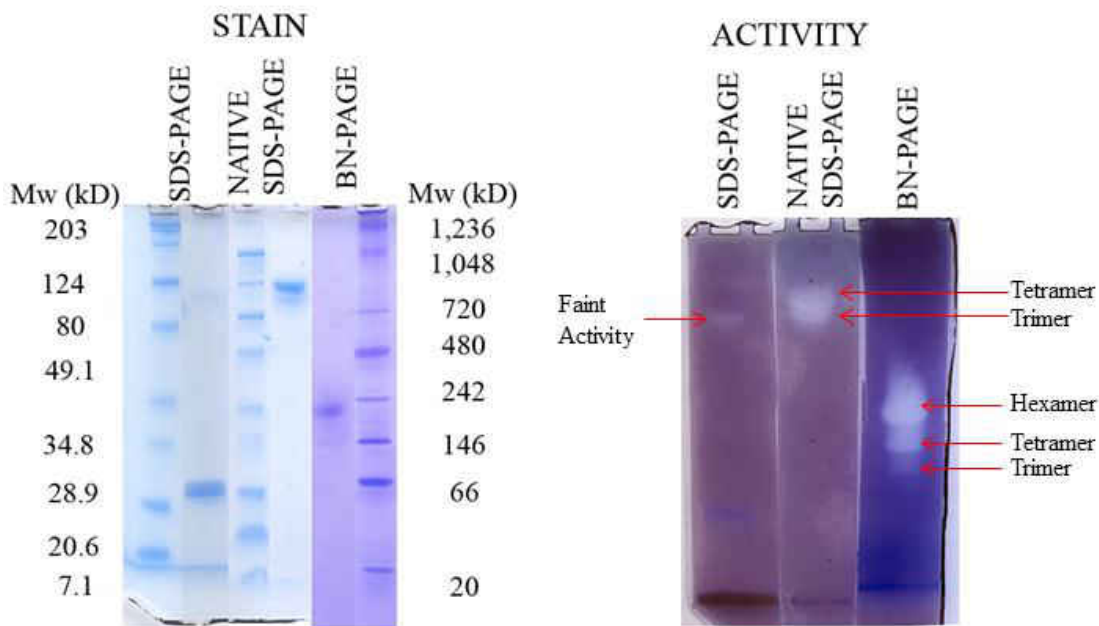 STAIN
SDS-PAGE
NATIVE
SDS-PAGE
BN-PAGE
Mw (kD)
203
124
80
49.1
34.8
28.9
20.6
7.1
Mw (kD)
1,236
1,048
720
480
242
146
66
20
ACTIVITY
SDS-PAGE
NATIVE
SDS-PAGE
BN-PAGE
Faint
Activity
Tetramer
Trimer
Hexamer
Tetramer
Trimer